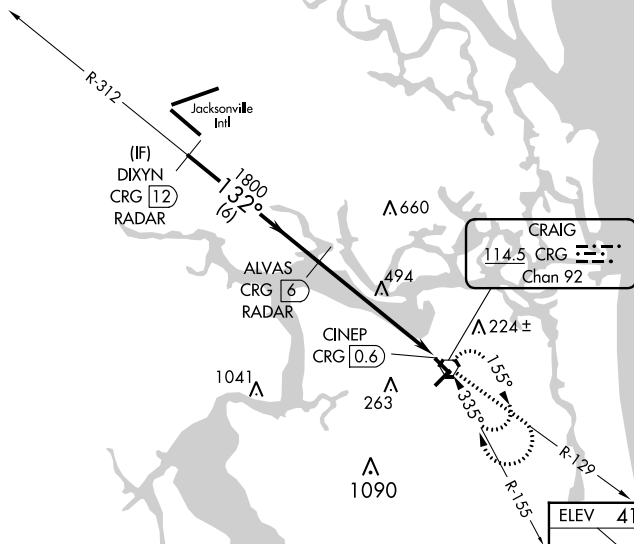 R-312
Jacksonville
Intl
(IF)
DIXYN
CRG 12
RADAR
1800
132°
(6)
660
CRAIG
114.5 CRG
Chan 92
ALVAS
CRG 6
RADAR
494
CINEP
CRG 0.6
224±
155°
1041
263
335°
1090
R-129
R-155
ELEV 41